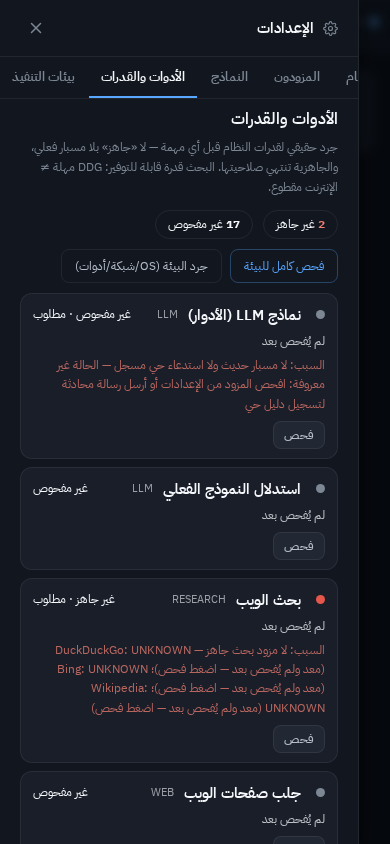 الإعدادات
ام
المزودون
النماذج
الأدوات والقدرات
بيئات التنفيذ
الأدوات والقدرات
جرد حقيقي لقدرات النظام قبل أي مهمة — لا «جاهز» بلا مسبار فعلي،
والجاهزية تنتهي صلاحيتها. البحث قدرة قابلة للتوفير: DDG مهلة ≠
الإنترنت مقطوع.
2 غير جاهز
17 غير مفحوص
فحص كامل للبيئة
جرد البيئة (OS/شبكة/أدوات)
نماذج LLM (الأدوار) LLM غير مفحوص · مطلوب
لم يُفحص بعد
السبب: لا مسبار حديث ولا استدعاء حي مسجل — الحالة غير
معروفة: افحص المزود من الإعدادات أو أرسل رسالة محادثة
لتسجيل دليل حي
فحص
استدلال النموذج الفعلي LLM غير مفحوص
لم يُفحص بعد
فحص
بحث الويب RESEARCH غير جاهز · مطلوب
لم يُفحص بعد
السبب: لا مزود بحث جاهز — DuckDuckGo: UNKNOWN
(معد ولم يُفحص بعد — اضغط فحص)؛ Bing: UNKNOWN
(معد ولم يُفحص بعد — اضغط فحص)؛ Wikipedia:
UNKNOWN (معد ولم يُفحص بعد — اضغط فحص)
فحص
جلب صفحات الويب WEB غير مفحوص
لم يُفحص بعد